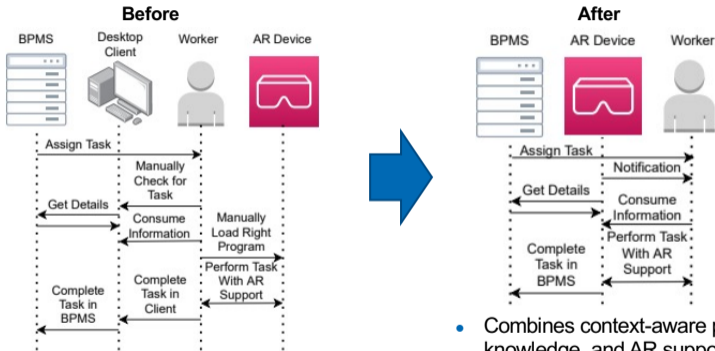 Before
BPMS
Desktop
Client
Worker
AR Device
Assign Task
Manually
Check for
Task
Get Details
Consume
Information
Manually
Load Right
Program
Perform Task
With AR
Support
Complete
Task in
Client
Complete
Task in
BPMS
After
BPMS
AR Device
Worker
Assign Task
Notification
Get Details
Consume
Information
Perform Task
With AR
Support
Complete
Task in
BPMS
• Combines context-aware
knowledge, and AR